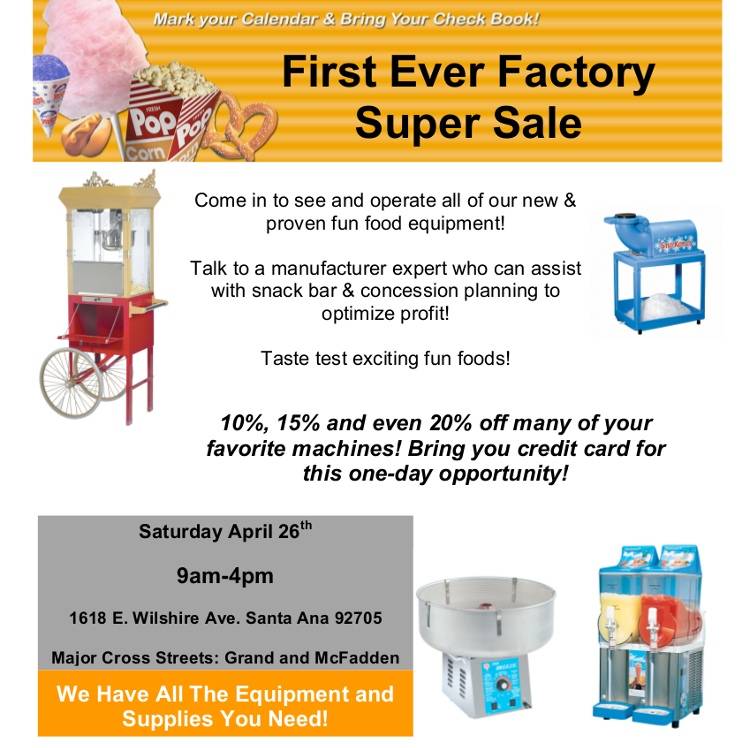 Mark your Calendar & Bring Your Check Book!
First Ever Factory
Super Sale
FRESH
Pop
Corn
Pop
Come in to see and operate all of our new &
proven fun food equipment!
Talk to a manufacturer expert who can assist
with snack bar & concession planning to
optimize profit!
Taste test exciting fun foods!
10%, 15% and even 20% off many of your
favorite machines! Bring you credit card for
this one-day opportunity!
Saturday April 26th
9am-4pm
1618 E. Wilshire Ave. Santa Ana 92705
Major Cross Streets: Grand and McFadden
We Have All The Equipment and
Supplies You Need!